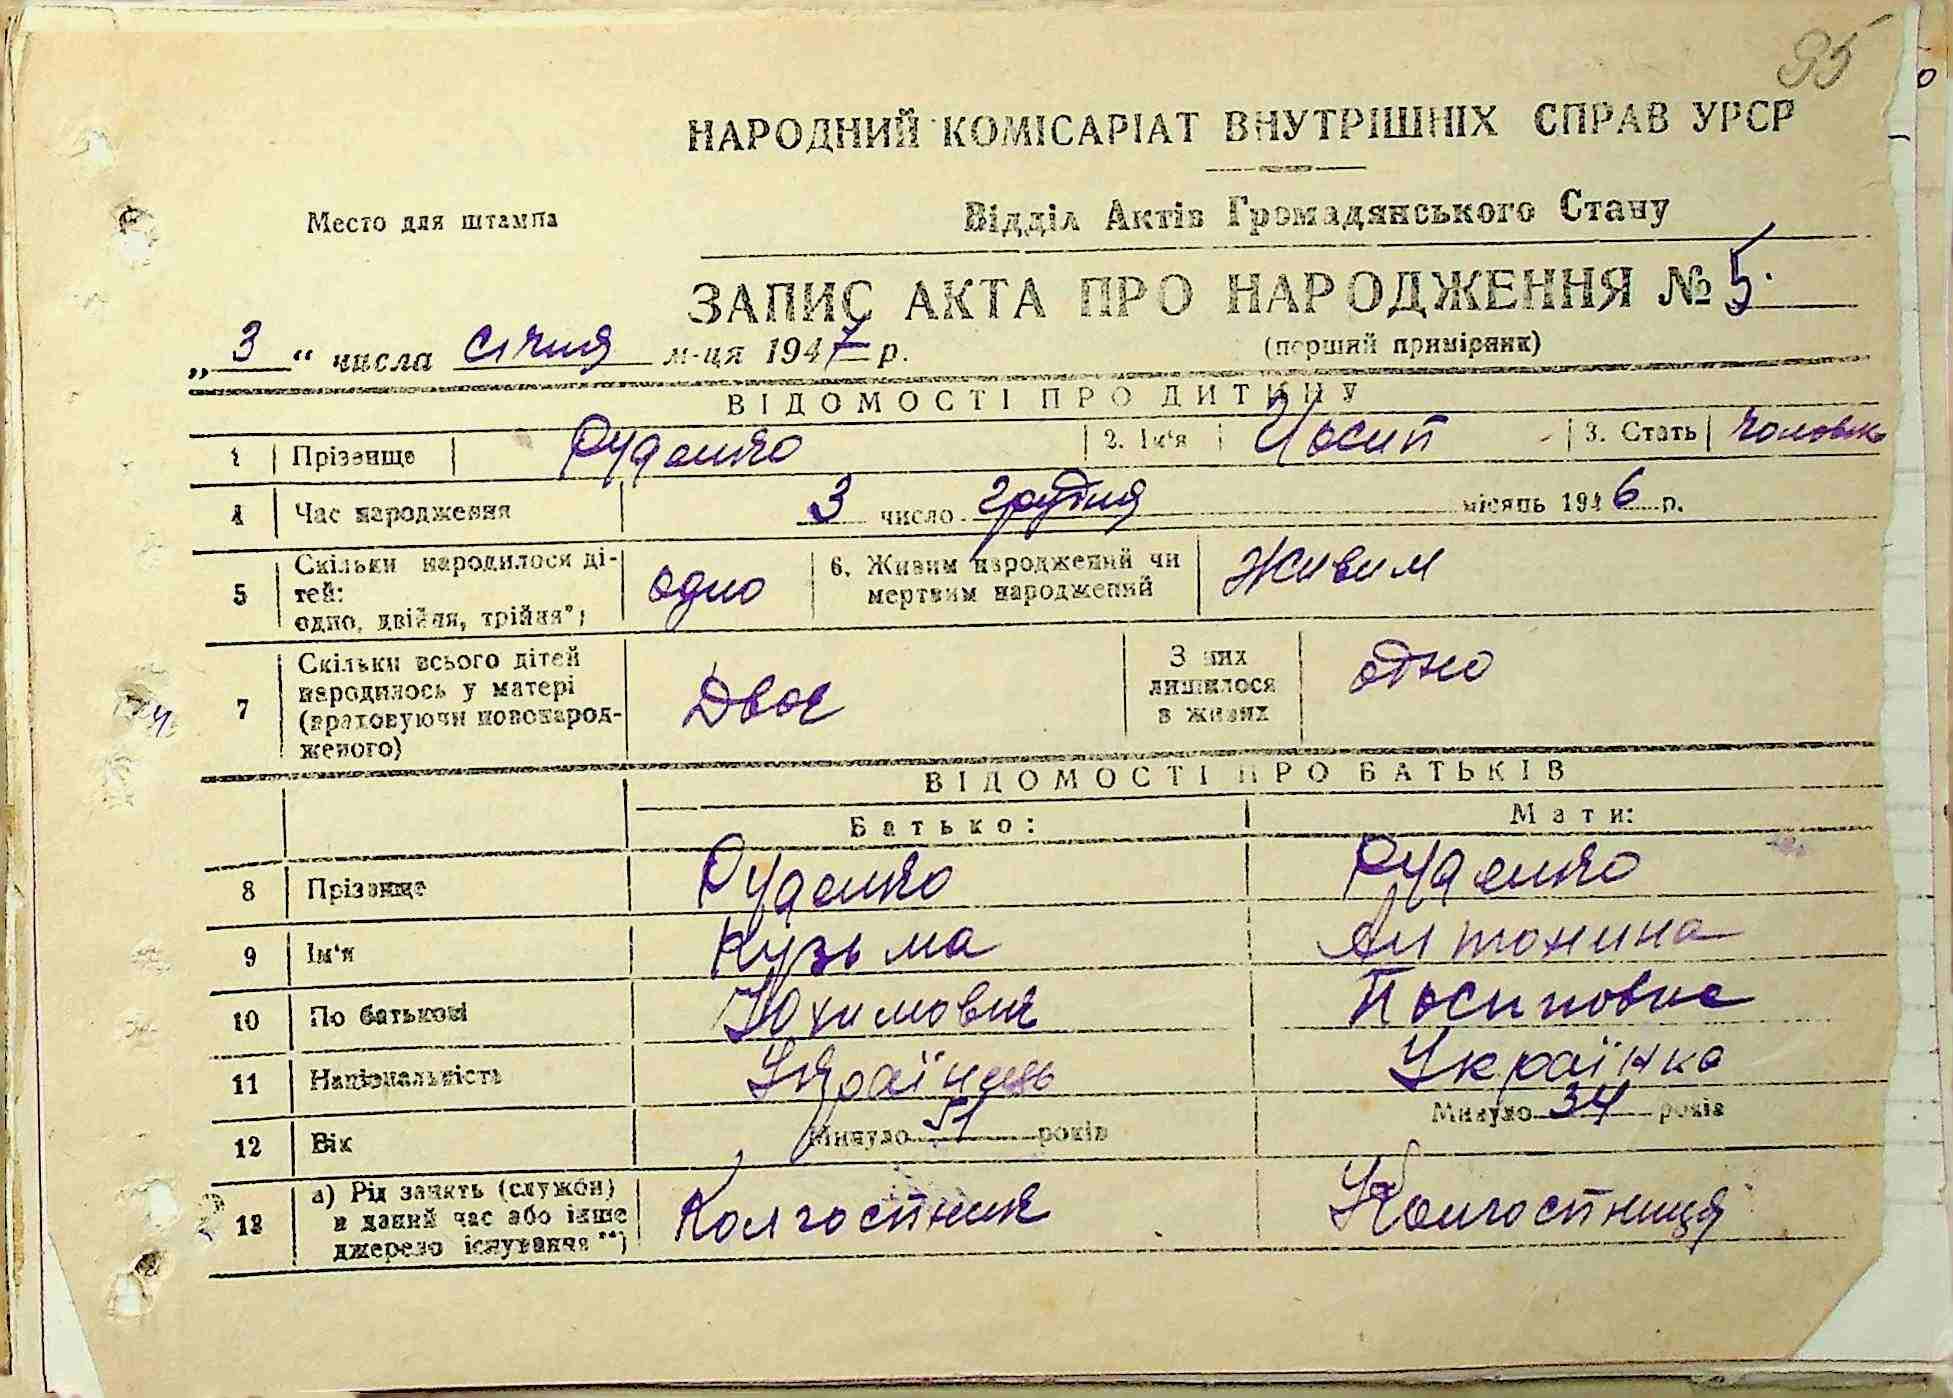 95
НАРОДНИЙ КОМІСАРІАТ ВНУТРІШНІХ СПРАВ УРСР
Место для штампа
Відділ Актів Громадянського Стану
ЗАПИС АКТА ПРО НАРОДЖЕННЯ № 5.
„ 3 “ числа січня м-ця 1947 р. (перший примірник)
ВІДОМОСТІ ПРО ДИТИНУ
1 Прізвище Руденко 2. Ім'я Йосип 3. Стать чоловік
4 Час народження 3 число грудня місяць 1946 р.
5 Скільки народилося ді-
тей:
одно, двійня, трійня*) одно 6. Живим народжений чи
мертвим народжений Живим
7 Скільки всього дітей
народилось у матері
(враховуючи новонарод-
женого) Двоє З них
лишилося
в живих одно
ВІДОМОСТІ ПРО БАТЬКІВ
Батько: Мати:
8 Прізвище Руденко Руденко
9 Ім'я Кузьма Антонина
10 По батькові Юхимович Йосиповна
11 Національність Українець Українка
12 Вік Минуло 51 років Минуло 34 років
13 а) Рід занять (служби)
в даний час або інше
джерело існування**) Колгоспник Колгоспниця